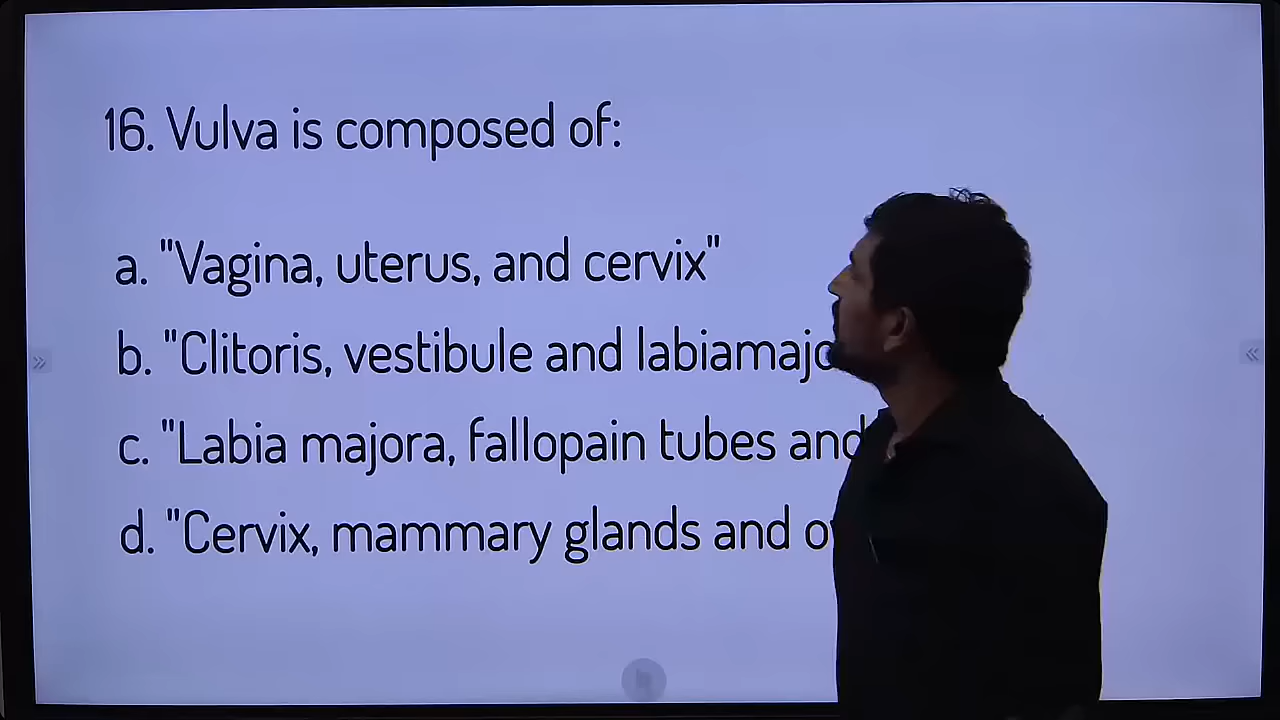 16. Vulva is composed of:
a. "Vagina, uterus, and cervix"
b. "Clitoris, vestibule and
c. "Labia majora, fallopain tubes and
d. "Cervix, mammary glands and